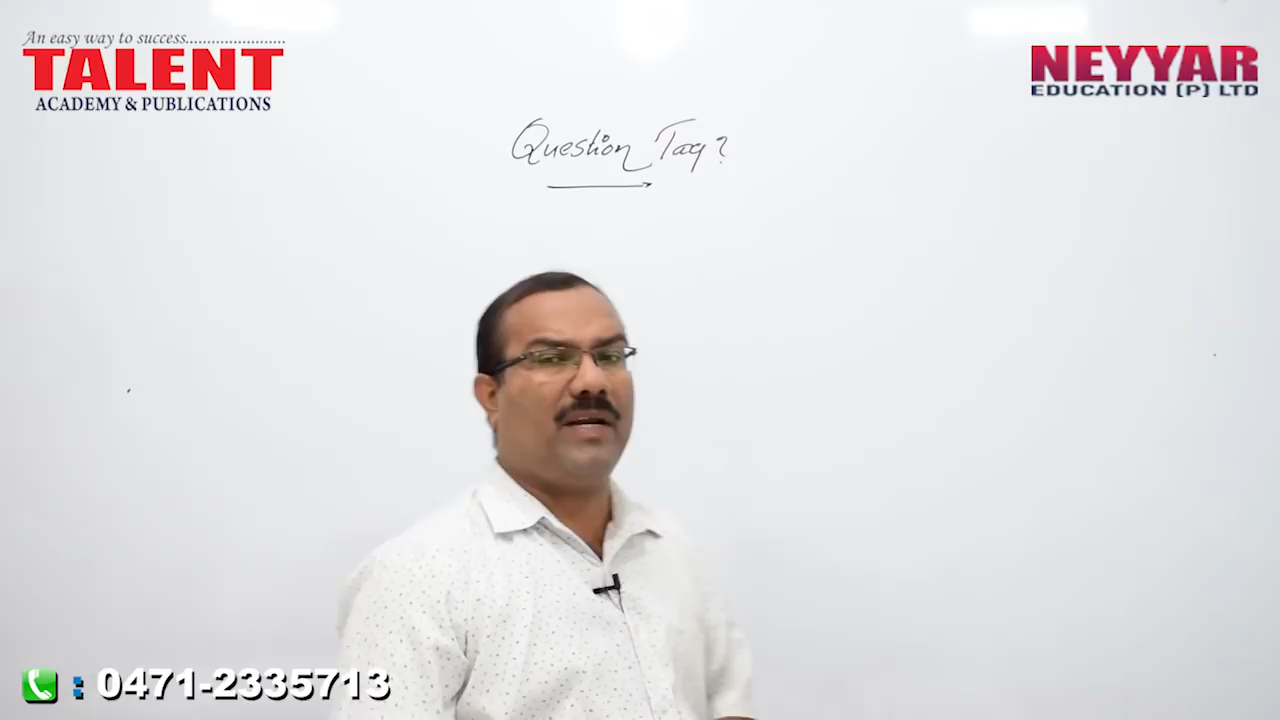 An easy way to success.......................
TALENT
ACADEMY & PUBLICATIONS
NEYYAR
EDUCATION (P) LTD
Question Tag?
: 0471-2335713